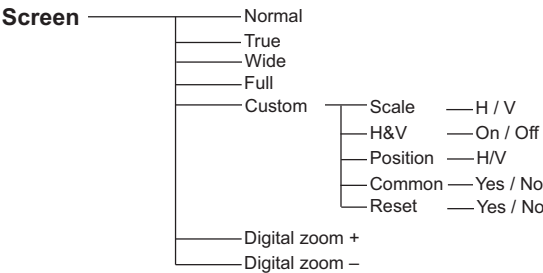 Screen Normal
True
Wide
Full
Custom Scale H / V
H&V On / Off
Position H/V
Common Yes / No
Reset Yes / No
Digital zoom +
Digital zoom –